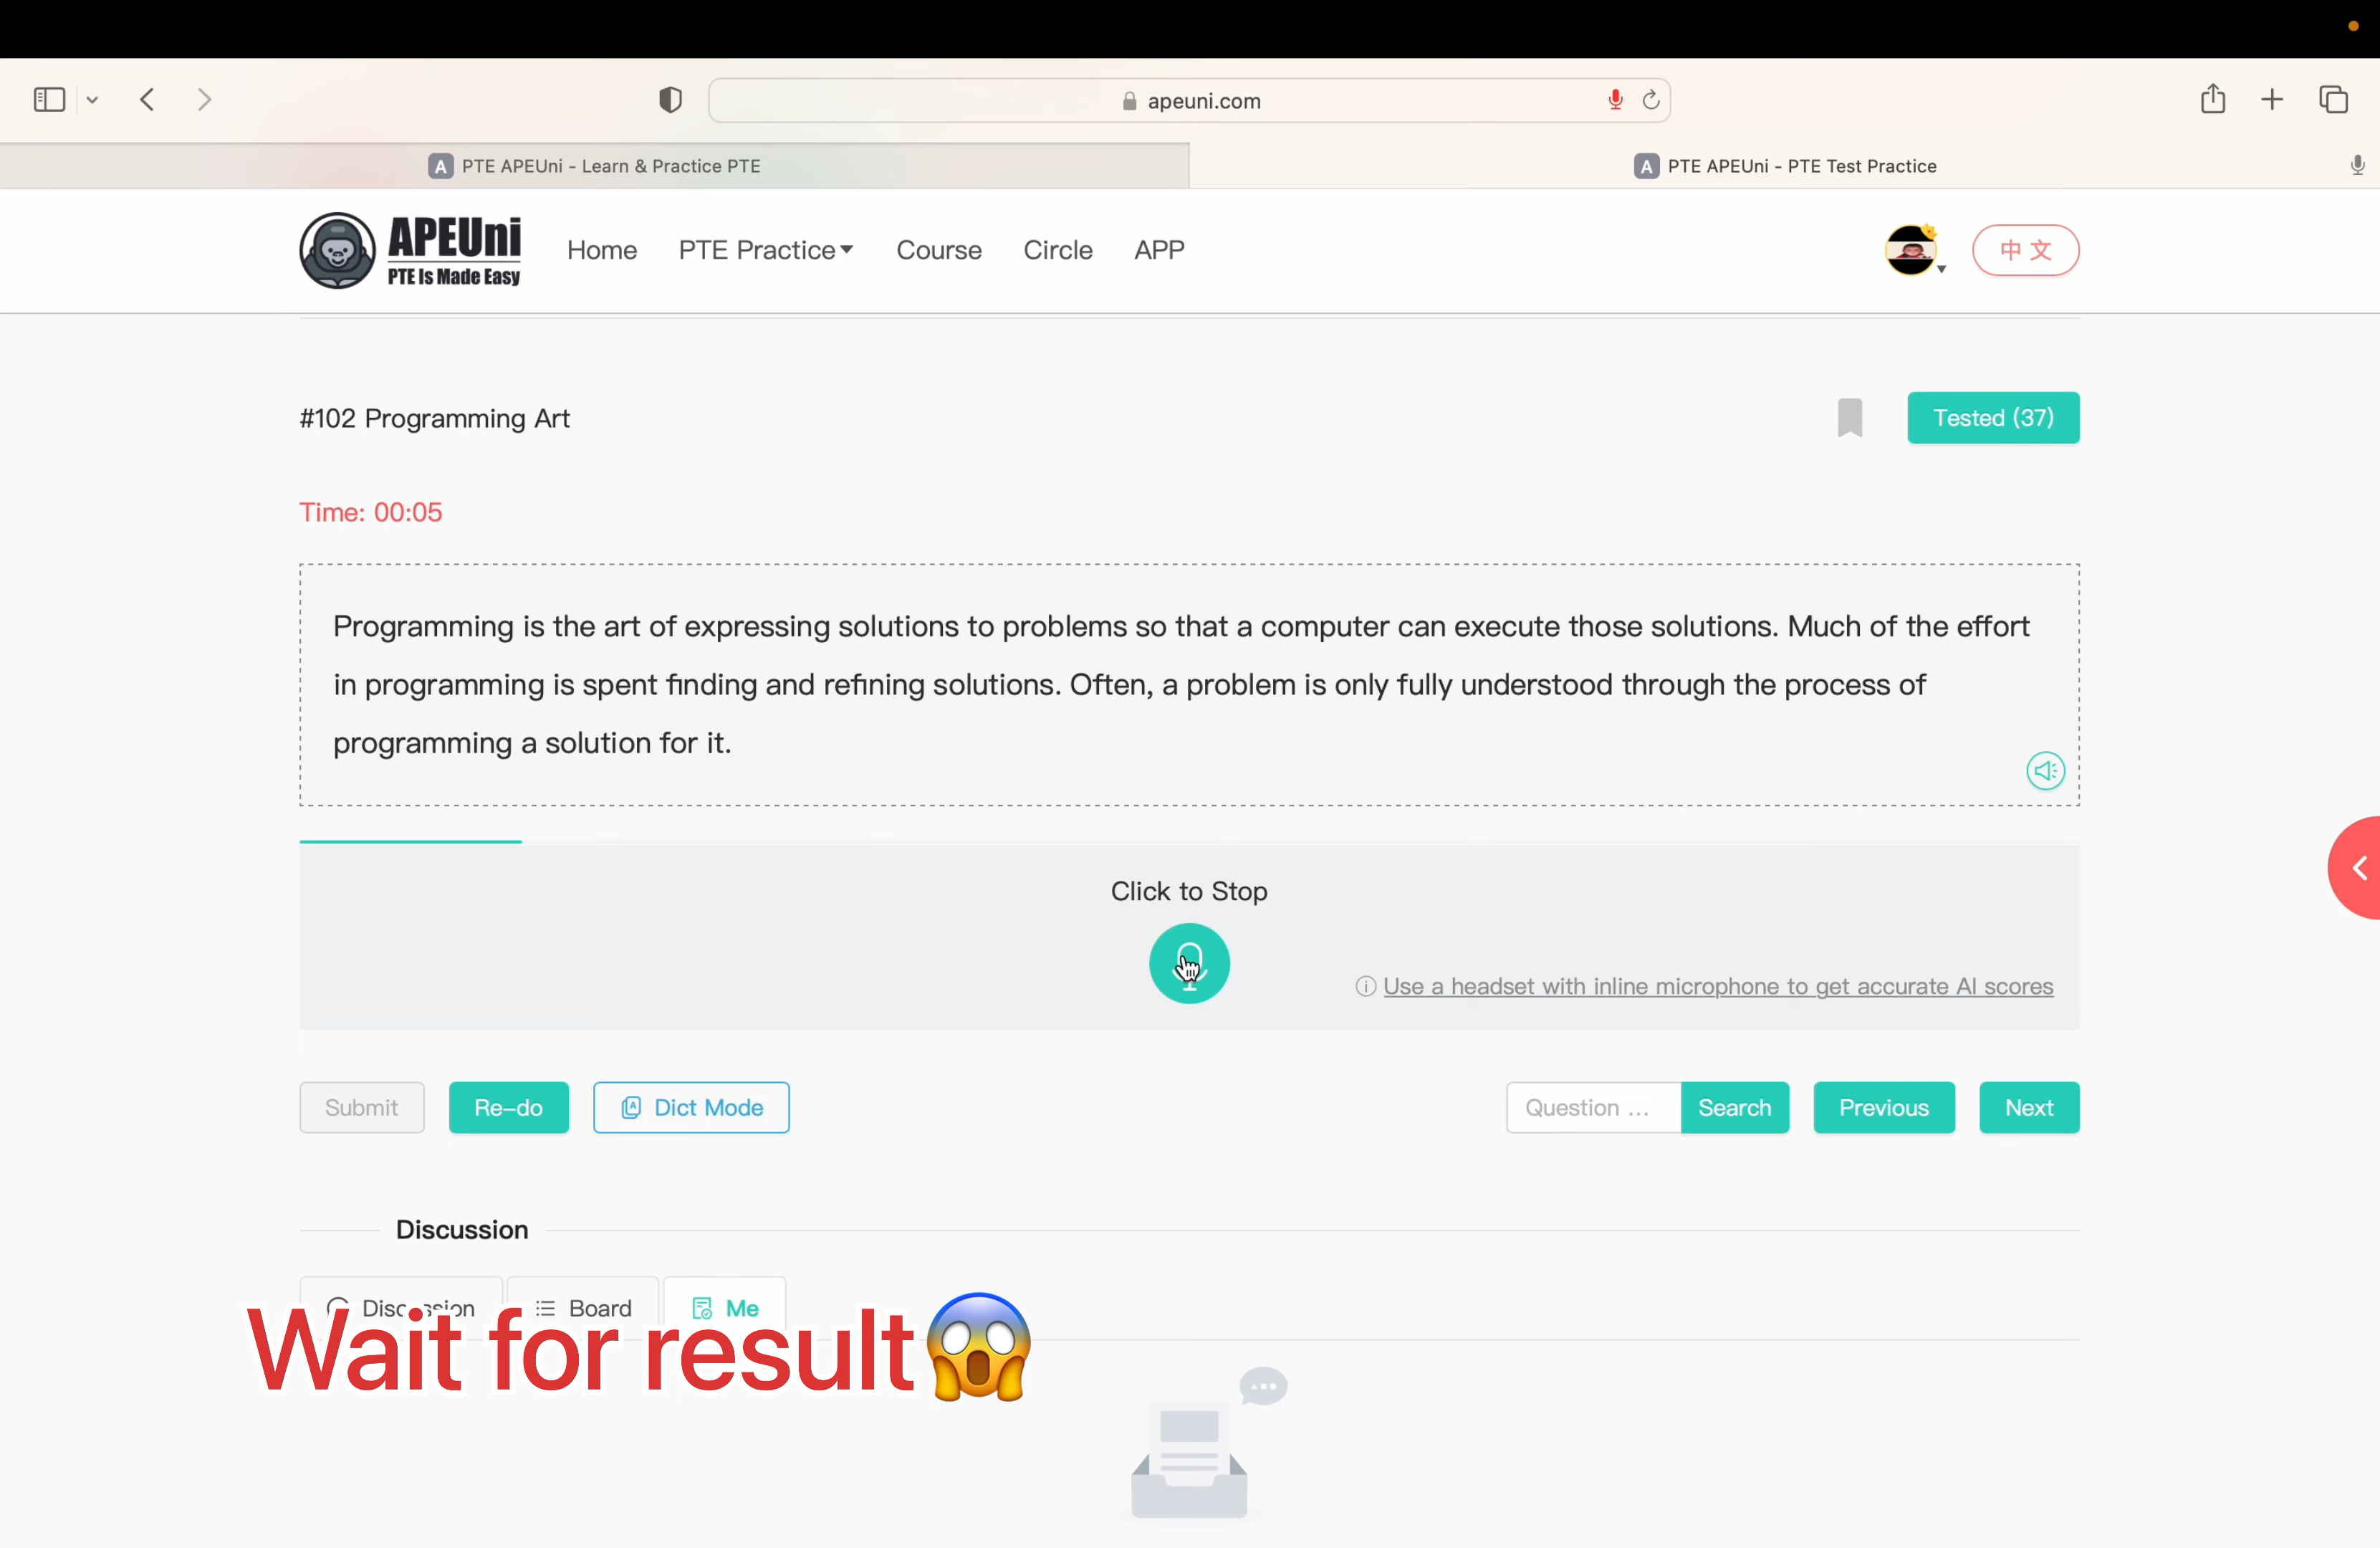 apeuni.com
A PTE APEUni - Learn & Practice PTE
A PTE APEUni - PTE Test Practice
APEUni
PTE Is Made Easy
Home PTE Practice Course Circle APP
中文
#102 Programming Art
Tested (37)
Time: 00:05
Programming is the art of expressing solutions to problems so that a computer can execute those solutions. Much of the effort
in programming is spent finding and refining solutions. Often, a problem is only fully understood through the process of
programming a solution for it.
Click to Stop
Use a headset with inline microphone to get accurate AI scores
Submit Re-do Dict Mode Question ... Search Previous Next
Discussion
Discussion Board Me
Wait for result😱